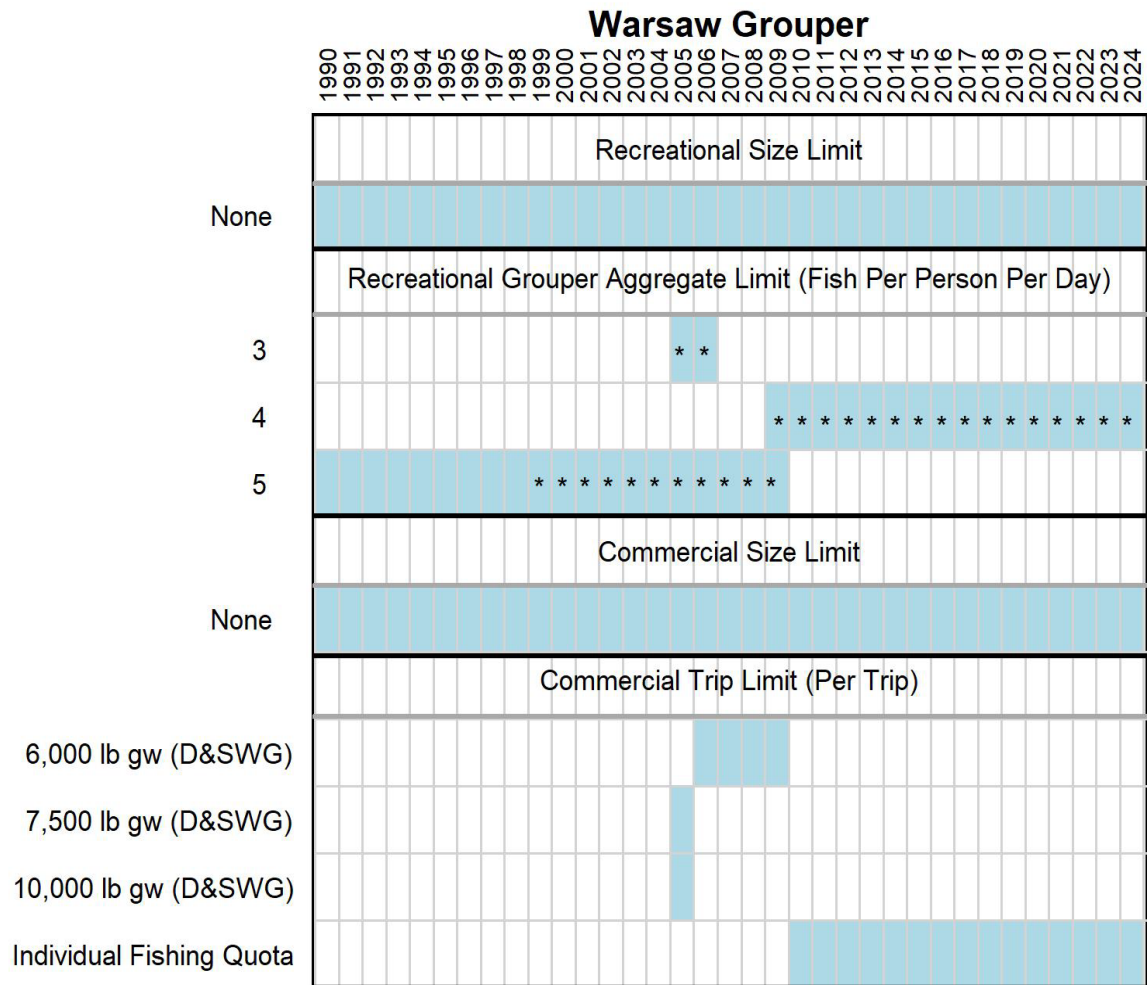 Warsaw Grouper
1990 1991 1992 1993 1994 1995 1996 1997 1998 1999 2000 2001 2002 2003 2004 2005 2006 2007 2008 2009 2010 2011 2012 2013 2014 2015 2016 2017 2018 2019 2020 2021 2022 2023 2024
Recreational Size Limit
None
Recreational Grouper Aggregate Limit (Fish Per Person Per Day)
3 * *
4 * * * * * * * * * * * * * * * *
5 * * * * * * * * * * *
Commercial Size Limit
None
Commercial Trip Limit (Per Trip)
6,000 lb gw (D&SWG)
7,500 lb gw (D&SWG)
10,000 lb gw (D&SWG)
Individual Fishing Quota